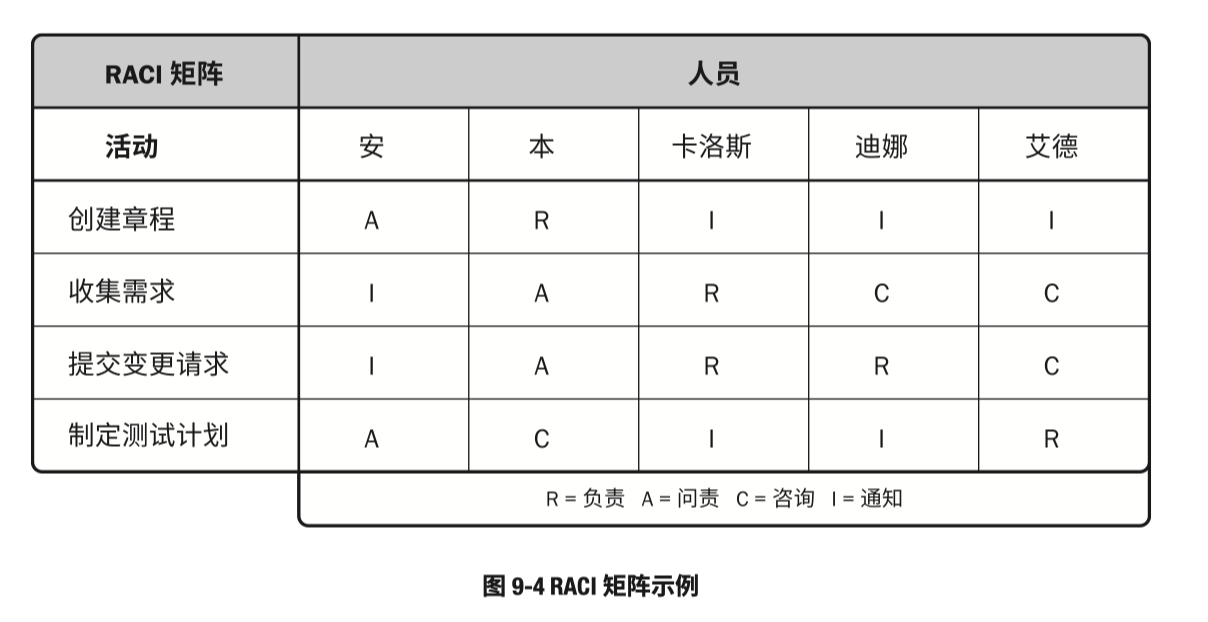 RACI 矩阵 人员
活动 安 本 卡洛斯 迪娜 艾德
创建章程 A R I I I
收集需求 I A R C C
提交变更请求 I A R R C
制定测试计划 A C I I R
R = 负责 A = 问责 C = 咨询 I = 通知
图 9-4 RACI 矩阵示例